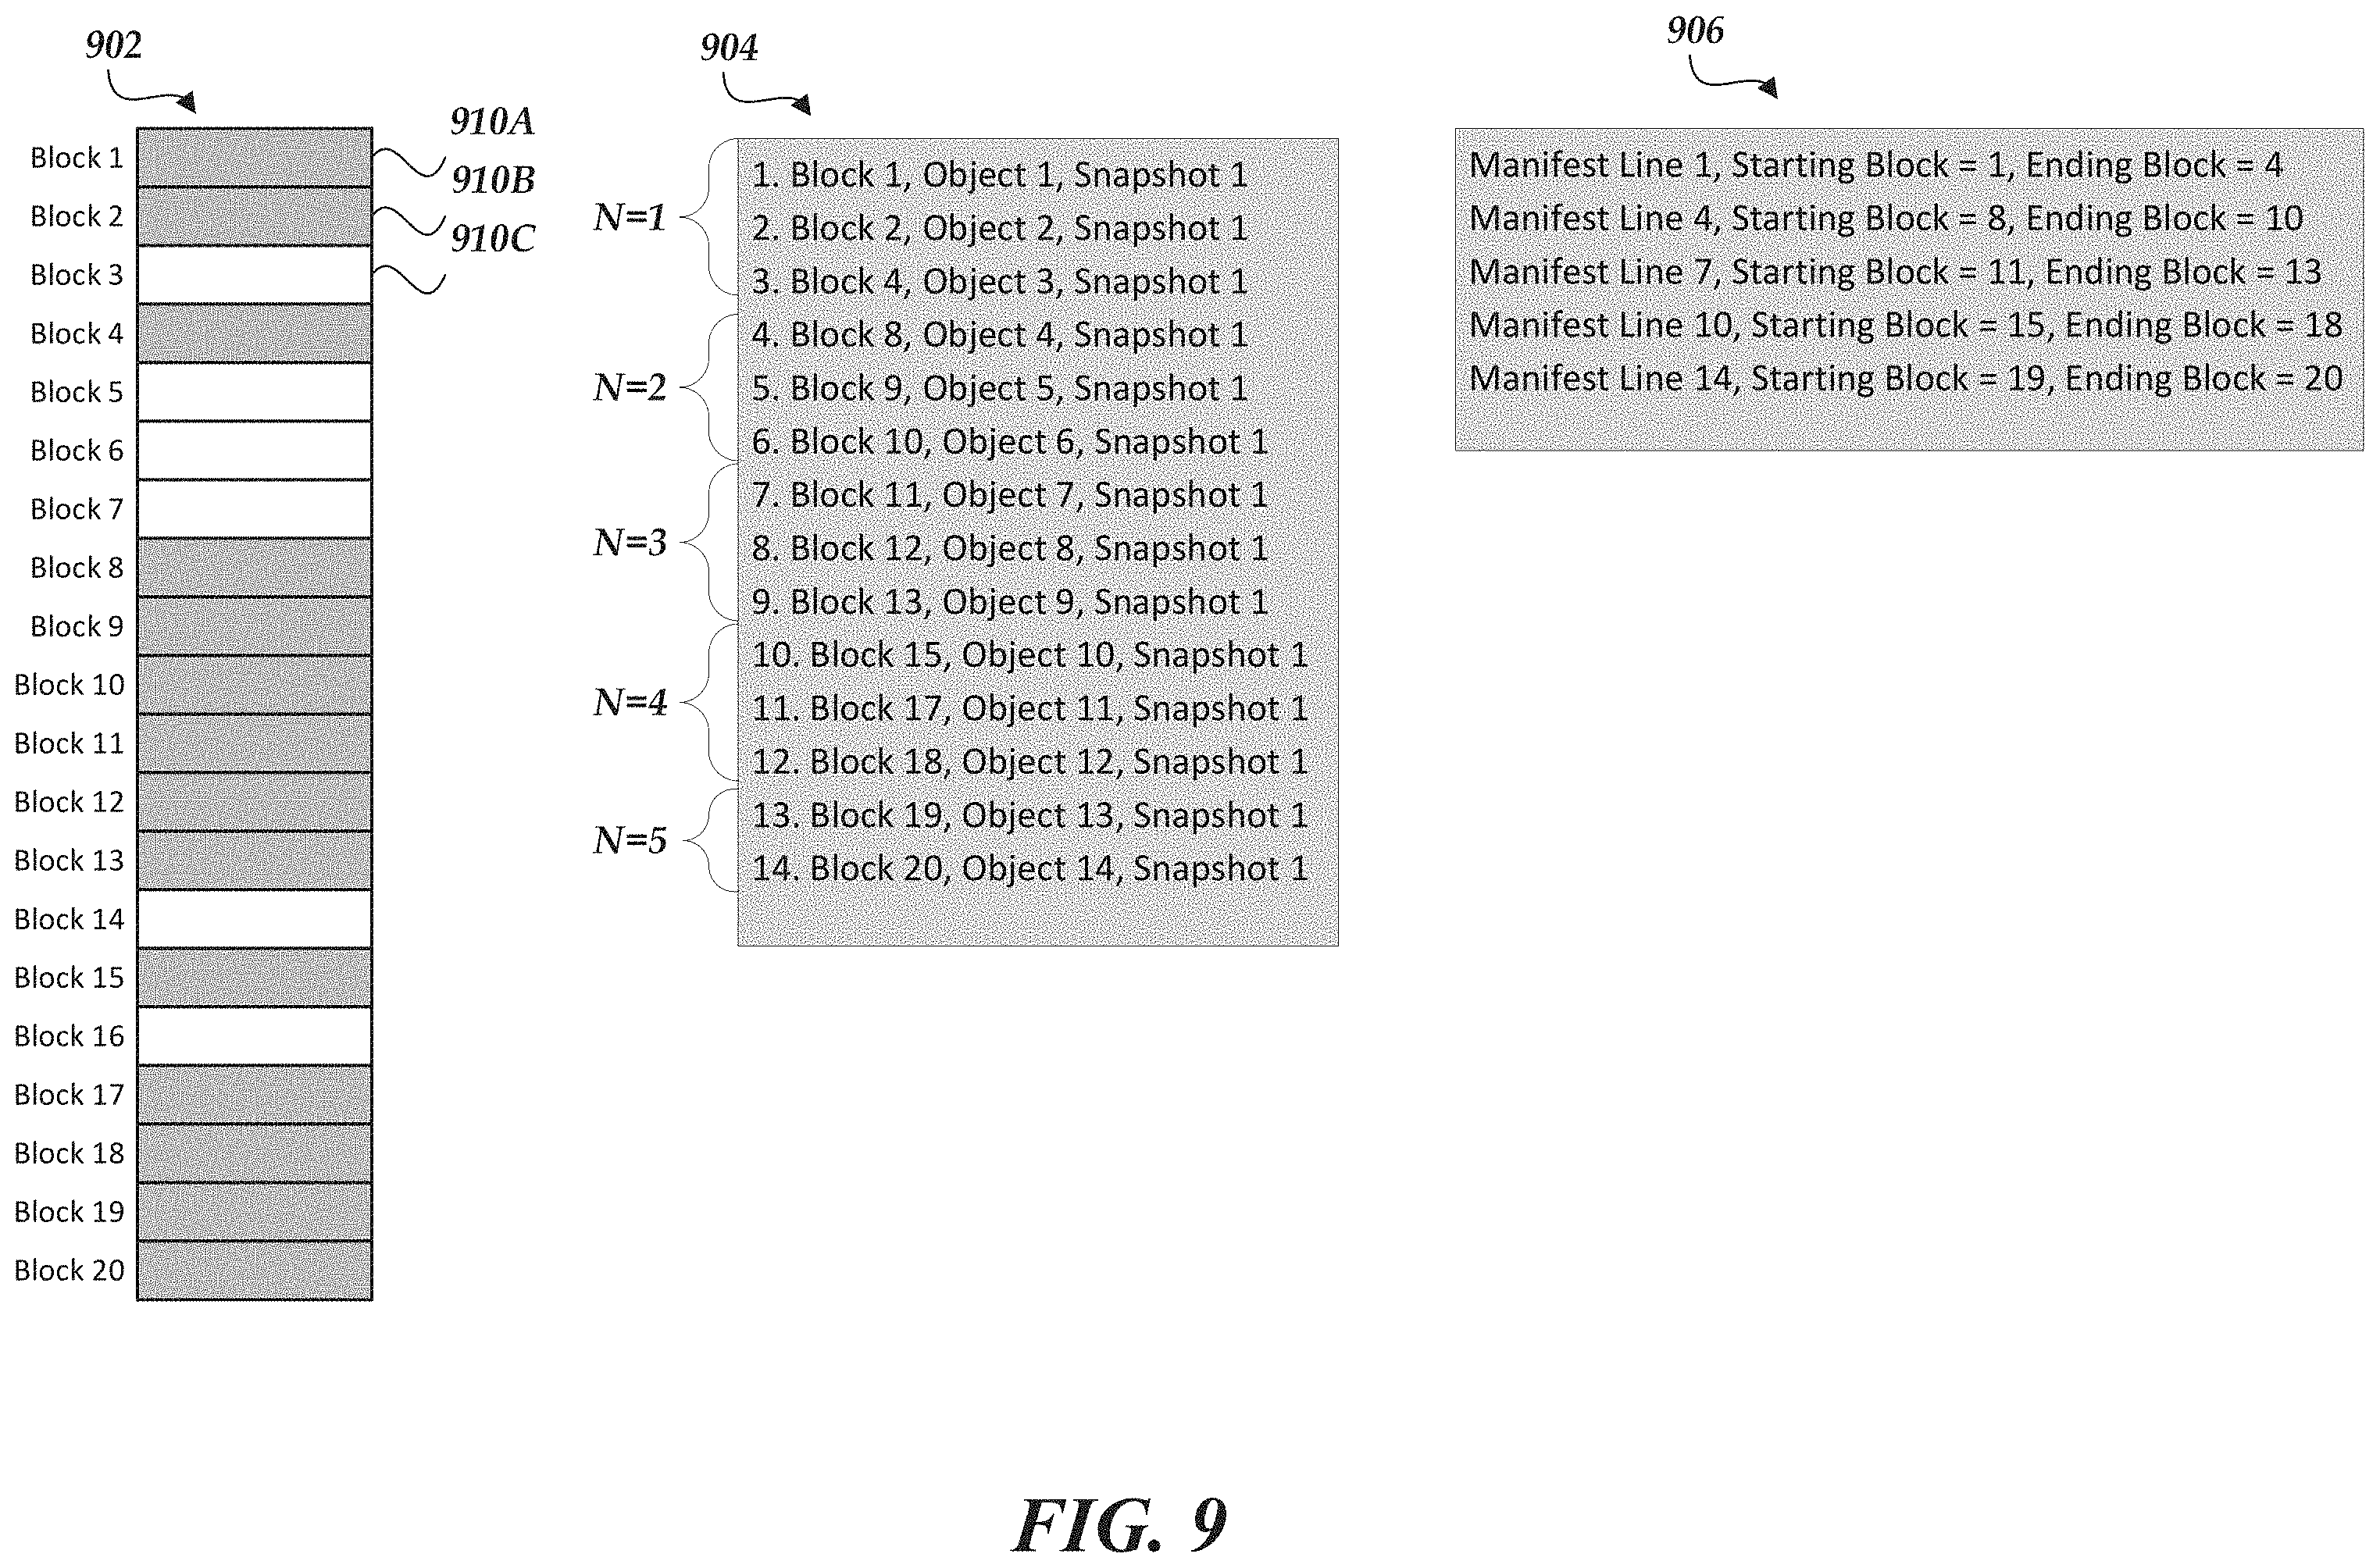 902
Block 1
Block 2
Block 3
Block 4
Block 5
Block 6
Block 7
Block 8
Block 9
Block 10
Block 11
Block 12
Block 13
Block 14
Block 15
Block 16
Block 17
Block 18
Block 19
Block 20
910A
910B
910C
904
N=1
N=2
N=3
N=4
N=5
1. Block 1, Object 1, Snapshot 1
2. Block 2, Object 2, Snapshot 1
3. Block 4, Object 3, Snapshot 1
4. Block 8, Object 4, Snapshot 1
5. Block 9, Object 5, Snapshot 1
6. Block 10, Object 6, Snapshot 1
7. Block 11, Object 7, Snapshot 1
8. Block 12, Object 8, Snapshot 1
9. Block 13, Object 9, Snapshot 1
10. Block 15, Object 10, Snapshot 1
11. Block 17, Object 11, Snapshot 1
12. Block 18, Object 12, Snapshot 1
13. Block 19, Object 13, Snapshot 1
14. Block 20, Object 14, Snapshot 1
906
Manifest Line 1, Starting Block = 1, Ending Block = 4
Manifest Line 4, Starting Block = 8, Ending Block = 10
Manifest Line 7, Starting Block = 11, Ending Block = 13
Manifest Line 10, Starting Block = 15, Ending Block = 18
Manifest Line 14, Starting Block = 19, Ending Block = 20
FIG. 9